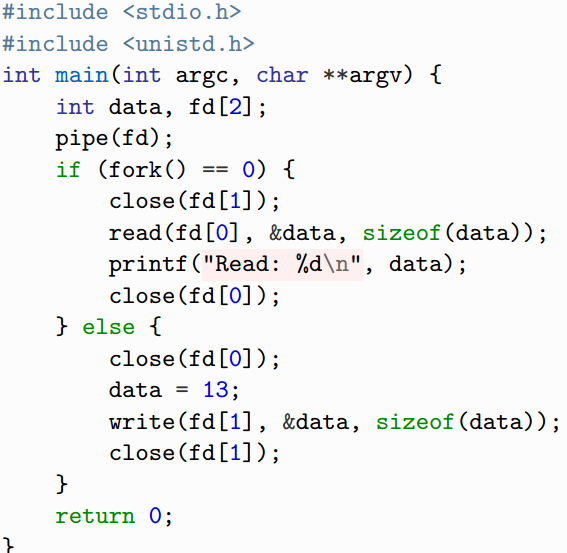 #include <stdio.h>
#include <unistd.h>
int main(int argc, char **argv) {
    int data, fd[2];
    pipe(fd);
    if (fork() == 0) {
        close(fd[1]);
        read(fd[0], &data, sizeof(data));
        printf("Read: %d\n", data);
        close(fd[0]);
    } else {
        close(fd[0]);
        data = 13;
        write(fd[1], &data, sizeof(data));
        close(fd[1]);
    }
    return 0;
}